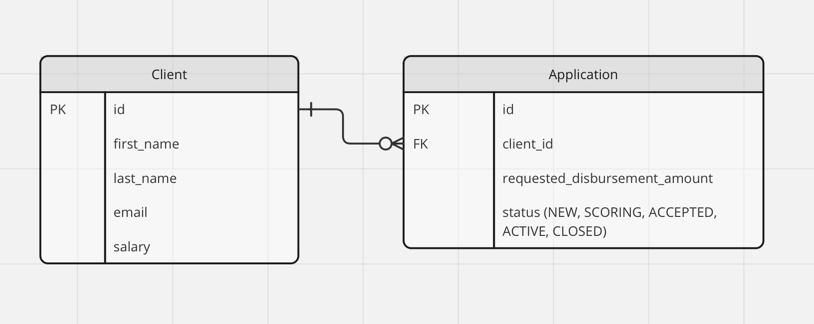 Client
PK id
first_name
last_name
email
salary
Application
PK id
FK client_id
requested_disbursement_amount
status (NEW, SCORING, ACCEPTED,
ACTIVE, CLOSED)